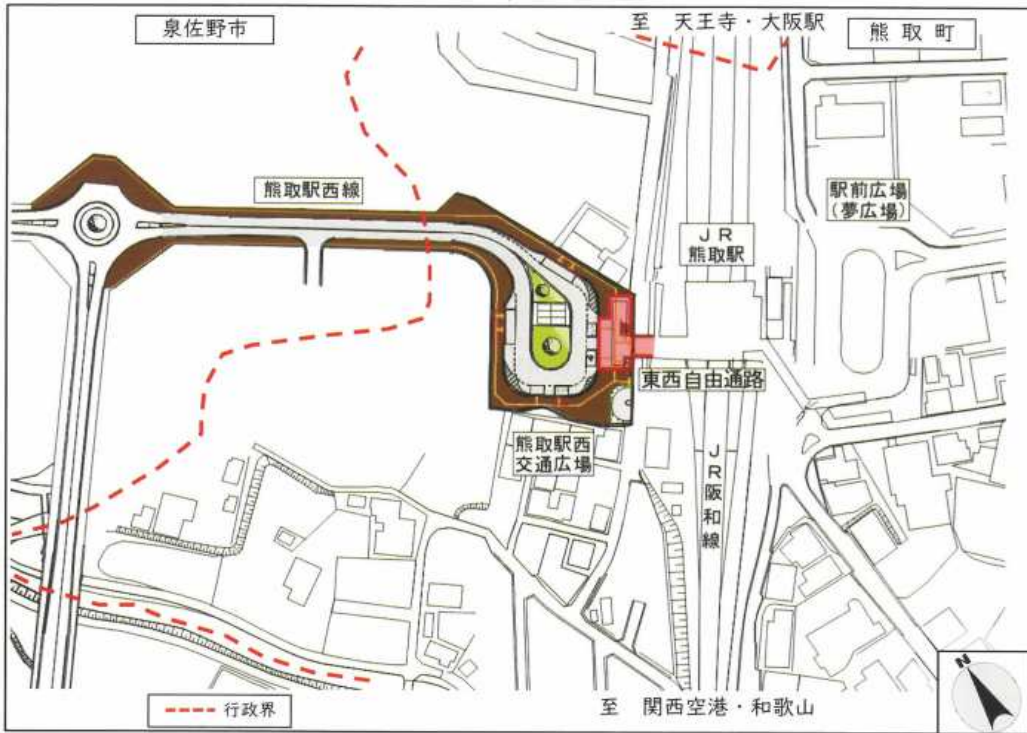 泉佐野市
至 天王寺・大阪駅
熊取町
熊取駅西線
駅前広場
(夢広場)
JR
熊取駅
東西自由通路
熊取駅西
交通広場
JR阪和線
行政界
至 関西空港・和歌山
N